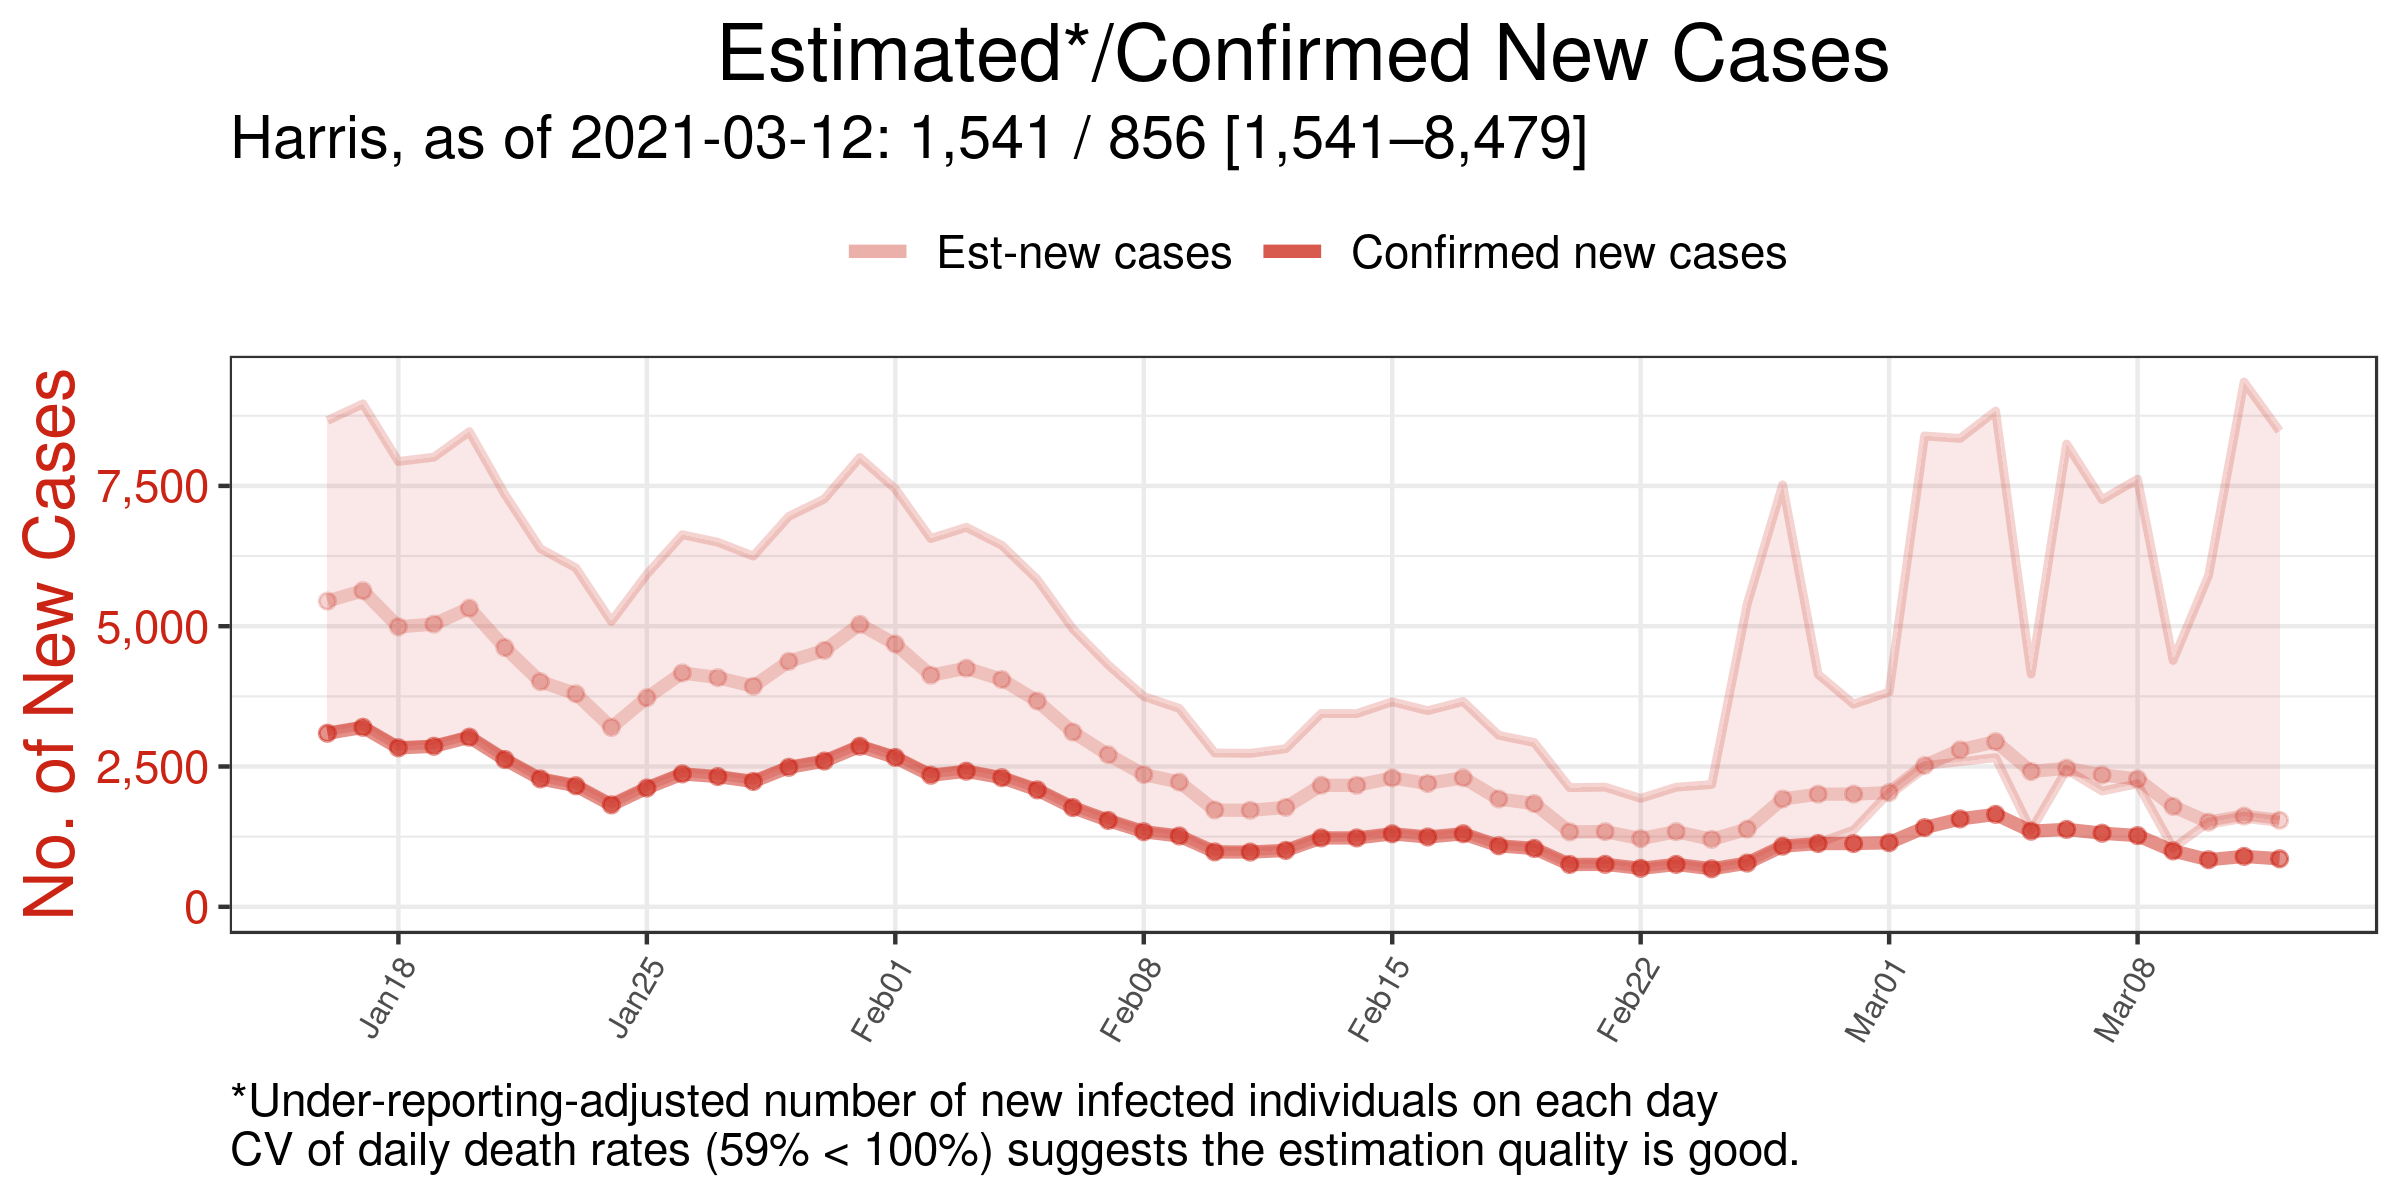 Estimated*/Confirmed New Cases
Harris, as of 2021-03-12: 1,541 / 856 [1,541–8,479]
Est-new cases Confirmed new cases
No. of New Cases
7,500
5,000
2,500
0
Jan18 Jan25 Feb01 Feb08 Feb15 Feb22 Mar01 Mar08
*Under-reporting-adjusted number of new infected individuals on each day
CV of daily death rates (59% < 100%) suggests the estimation quality is good.